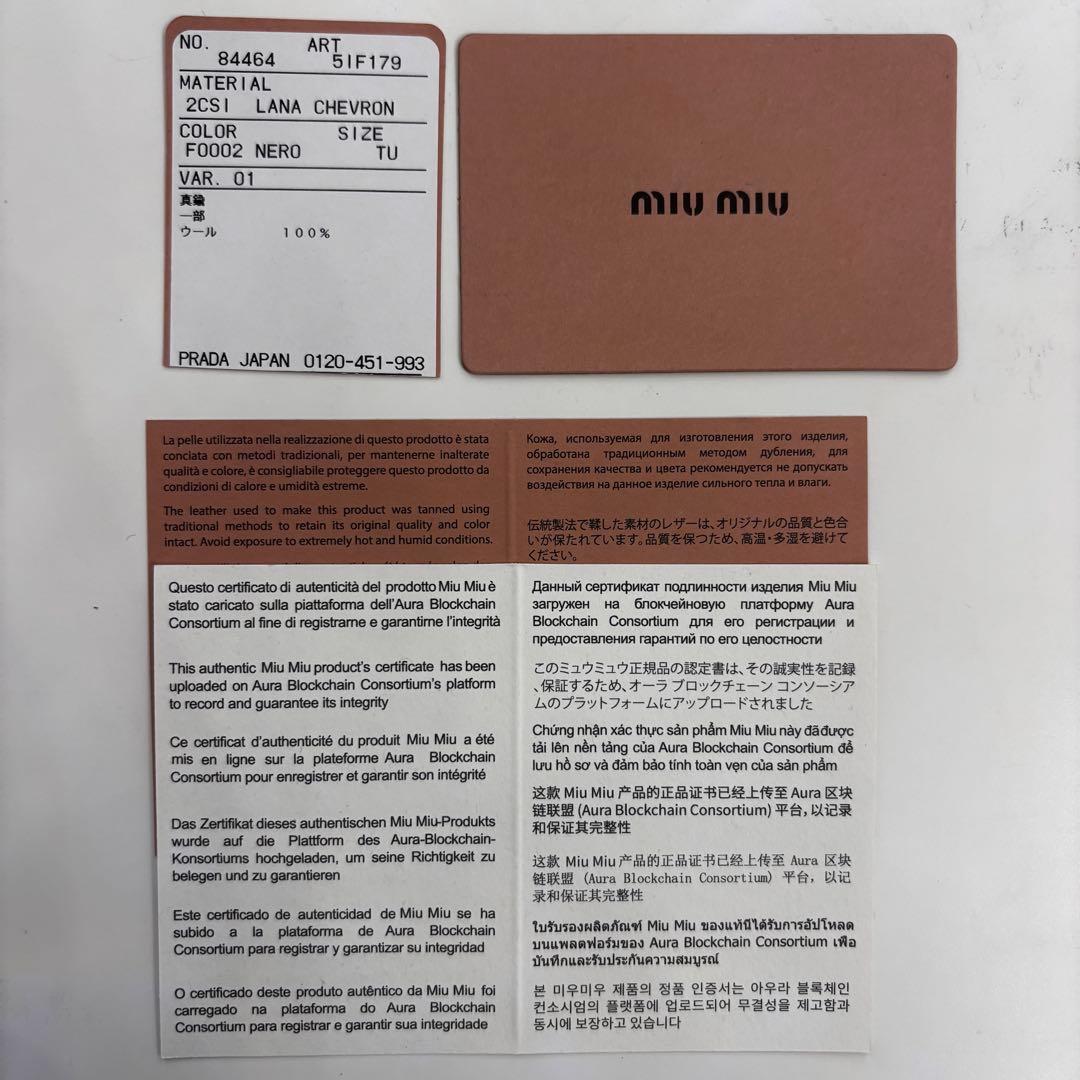 NO. ART
84464 5IF179
MATERIAL
2CSI LANA CHEVRON
COLOR SIZE
F0002 NERO TU
VAR. 01
真鍮
一部
ウール 100%
PRADA JAPAN 0120-451-993
miu miu
La pelle utilizzata nella realizzazione di questo prodotto è stata
conciata con metodi tradizionali, per mantenerne inalterate
qualità e colore, è consigliabile proteggere questo prodotto da
condizioni di calore e umidità estreme.
The leather used to make this product was tanned using
traditional methods to retain its original quality and color
intact. Avoid exposure to extremely hot and humid conditions.
Кожа, используемая для изготовления этого изделия,
обработана традиционным методом дубления, для
сохранения качества и цвета рекомендуется не допускать
воздействия на данное изделие сильного тепла и влаги.
伝統製法で鞣した素材のレザーは、オリジナルの品質と色合
いが保たれています。品質を保つため、高温・多湿を避けて
ください。
Questo certificato di autenticità del prodotto Miu Miu è
stato caricato sulla piattaforma dell'Aura Blockchain
Consortium al fine di registrarne e garantirne l'integrità
This authentic Miu Miu product's certificate has been
uploaded on Aura Blockchain Consortium's platform
to record and guarantee its integrity
Ce certificat d'authenticité du produit Miu Miu a été
mis en ligne sur la plateforme Aura Blockchain
Consortium pour enregistrer et garantir son intégrité
Das Zertifikat dieses authentischen Miu Miu-Produkts
wurde auf die Plattform des Aura-Blockchain-
Konsortiums hochgeladen, um seine Richtigkeit zu
belegen und zu garantieren
Este certificado de autenticidad de Miu Miu se ha
subido a la plataforma de Aura Blockchain
Consortium para registrar y garantizar su integridad
O certificado deste produto autêntico da Miu Miu foi
carregado na plataforma do Aura Blockchain
Consortium para registrar e garantir sua integridade
Данный сертификат подлинности изделия Miu Miu
загружен на блокчейновую платформу Aura
Blockchain Consortium для его регистрации и
предоставления гарантий по его целостности
このミュウミュウ正規品の認定書は、その誠実性を記録
、保証するため、オーラ ブロックチェーン コンソーシア
ムのプラットフォームにアップロードされました
Chứng nhận xác thực sản phẩm Miu Miu này đã được
tải lên nền tảng của Aura Blockchain Consortium để
lưu hồ sơ và đảm bảo tính toàn vẹn của sản phẩm
这款 Miu Miu 产品的正品证书已经上传至 Aura 区块
链联盟 (Aura Blockchain Consortium) 平台，以记录
和保证其完整性
这款 Miu Miu 产品的正品证书已经上传至 Aura 区块
链联盟 (Aura Blockchain Consortium) 平台，以记
录和保证其完整性
ใบรับรองผลิตภัณฑ์ Miu Miu ของแท้นี้ได้รับการอัปโหลด
บนแพลตฟอร์มของ Aura Blockchain Consortium เพื่อ
บันทึกและรับประกันความสมบูรณ์
본 미우미우 제품의 정품 인증서는 아우라 블록체인
컨소시엄의 플랫폼에 업로드되어 무결성을 제고함과
동시에 보장하고 있습니다